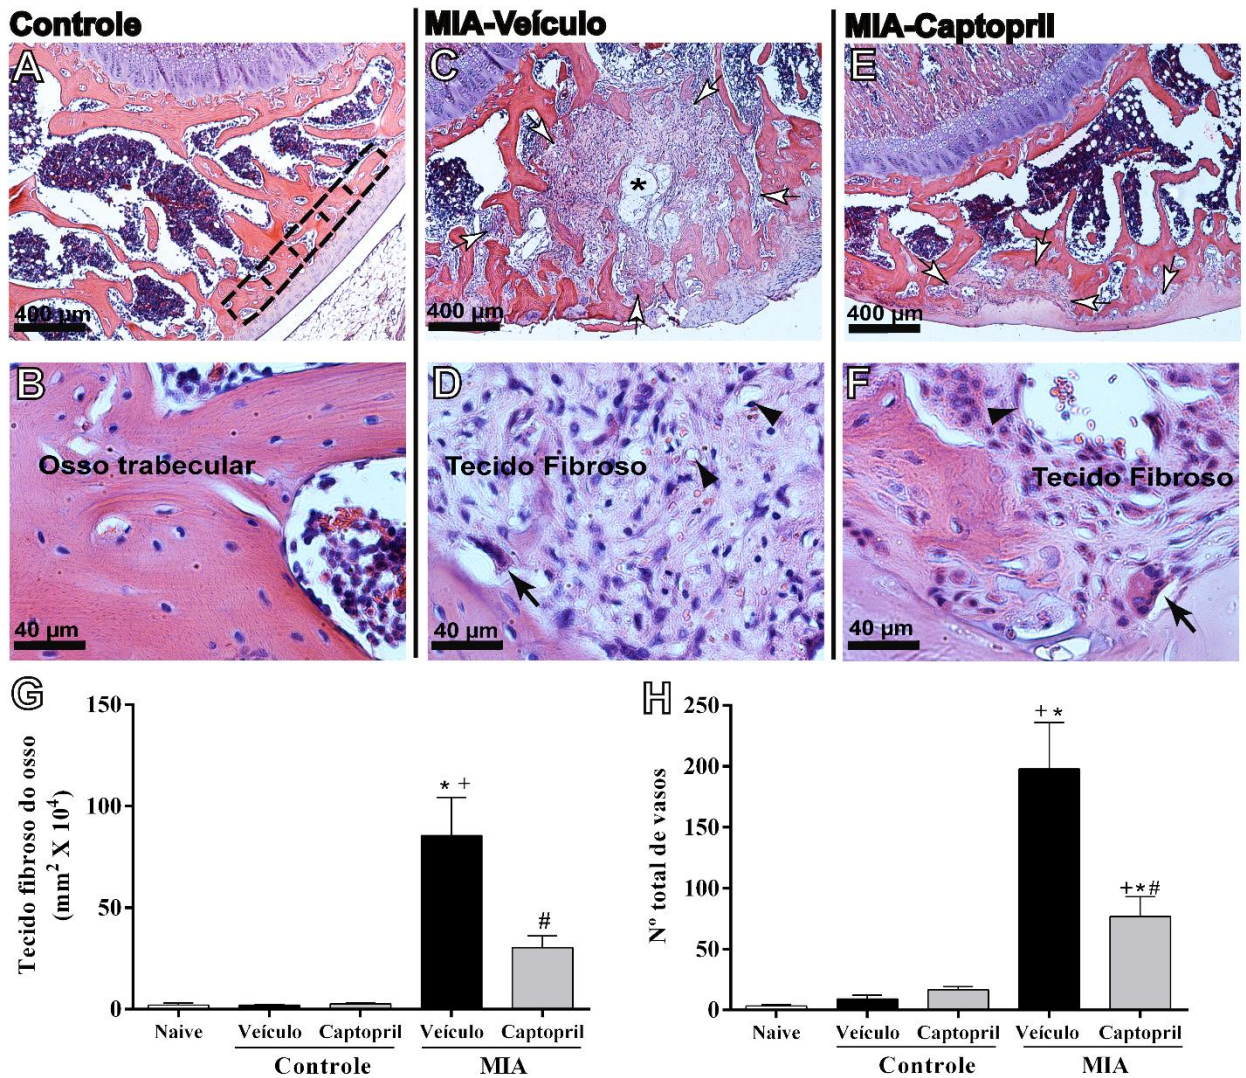 Controle
MIA-Veículo
MIA-Captopril
A
C
E
*
400 µm
400 µm
400 µm
B
D
F
Osso trabecular
Tecido Fibroso
Tecido Fibroso
40 µm
40 µm
40 µm
G
Tecido fibroso do osso
(mm² X 10⁴)
150
100
50
0
* +
#
Naive
Veículo
Captopril
Veículo
Captopril
Controle
MIA
H
Nº total de vasos
250
200
150
100
50
0
+ *
+*#
Naive
Veículo
Captopril
Veículo
Captopril
Controle
MIA